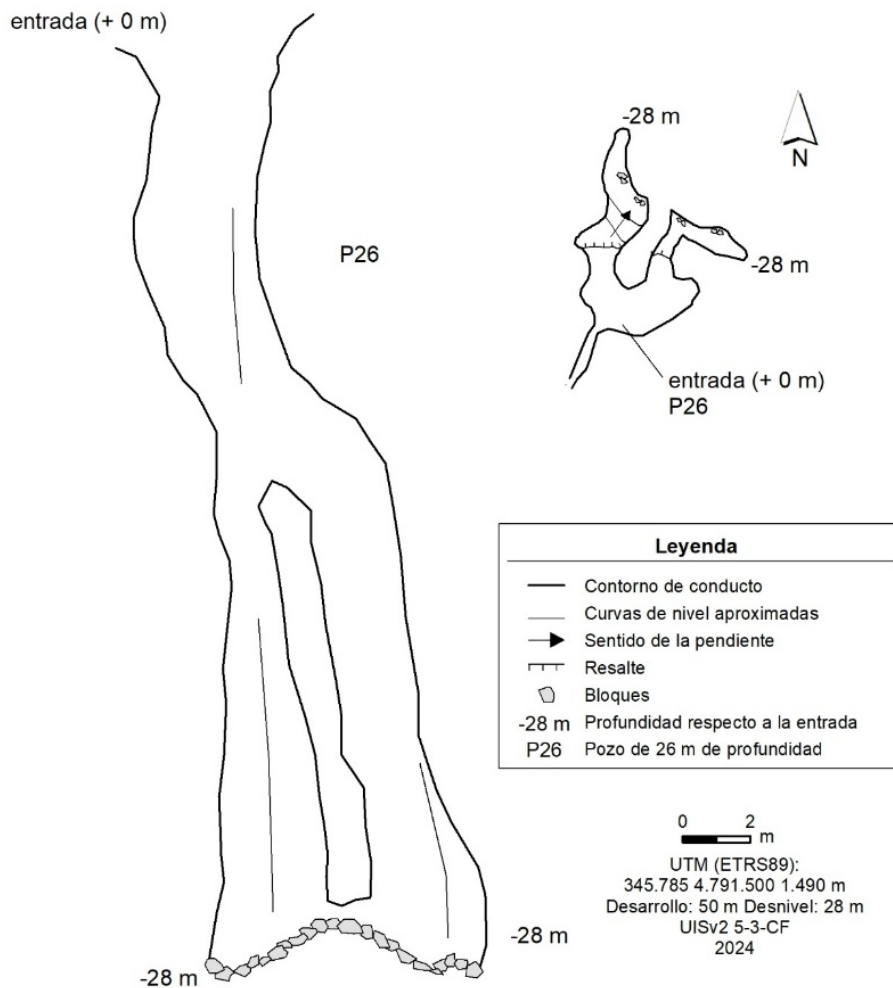 entrada (+ 0 m)
P26
-28 m
-28 m
N
-28 m
entrada (+ 0 m)
P26
Leyenda
Contorno de conducto
Curvas de nivel aproximadas
Sentido de la pendiente
Resalte
Bloques
-28 m Profundidad respecto a la entrada
P26 Pozo de 26 m de profundidad
0 2
m
UTM (ETRS89):
345.785 4.791.500 1.490 m
Desarrollo: 50 m Desnivel: 28 m
UISv2 5-3-CF
2024
-28 m